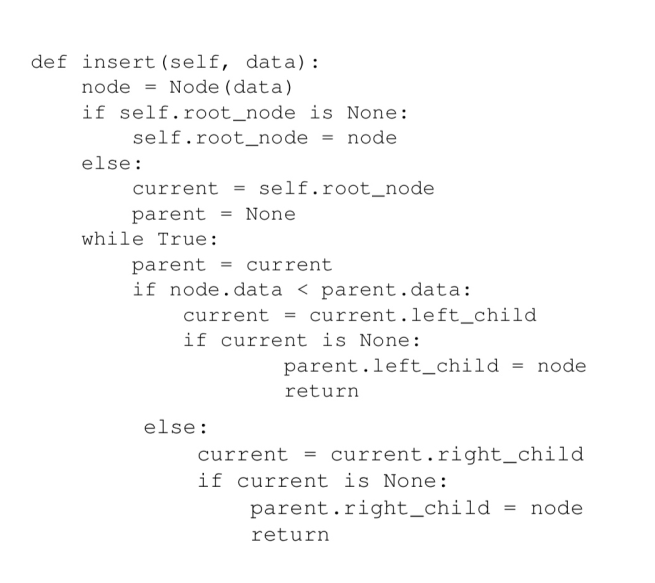 def insert(self, data):
    node = Node(data)
    if self.root_node is None:
        self.root_node = node
    else:
        current = self.root_node
        parent = None
    while True:
        parent = current
        if node.data < parent.data:
            current = current.left_child
            if current is None:
                    parent.left_child = node
                    return
         else:
             current = current.right_child
             if current is None:
                 parent.right_child = node
                 return